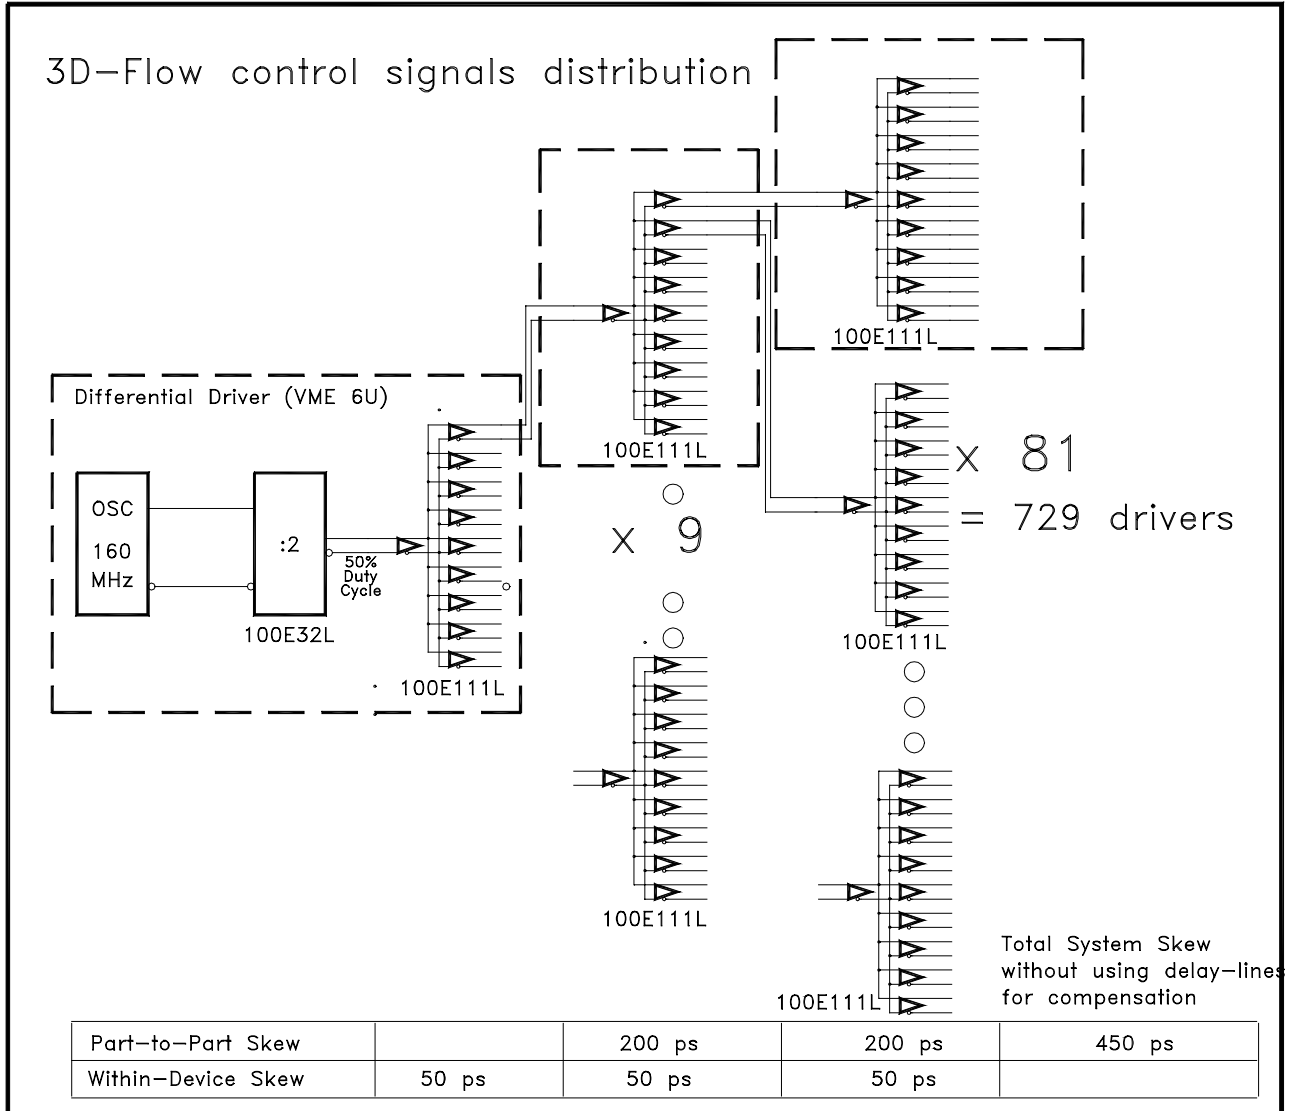 3D-Flow control signals distribution
100E111L
Differential Driver (VME 6U)
100E111L
x 81
= 729 drivers
OSC
160
MHz
:2
50%
Duty
Cycle
x 9
100E32L
100E111L
100E111L
100E111L
Total System Skew
without using delay-lines
for compensation
100E111L
Part-to-Part Skew 200 ps 200 ps 450 ps
Within-Device Skew 50 ps 50 ps 50 ps